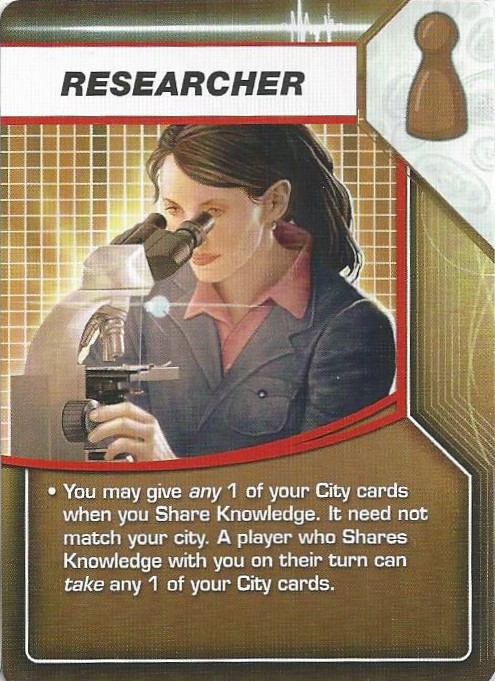 RESEARCHER
• You may give any 1 of your City cards
when you Share Knowledge. It need not
match your city. A player who Shares
Knowledge with you on their turn can
take any 1 of your City cards.